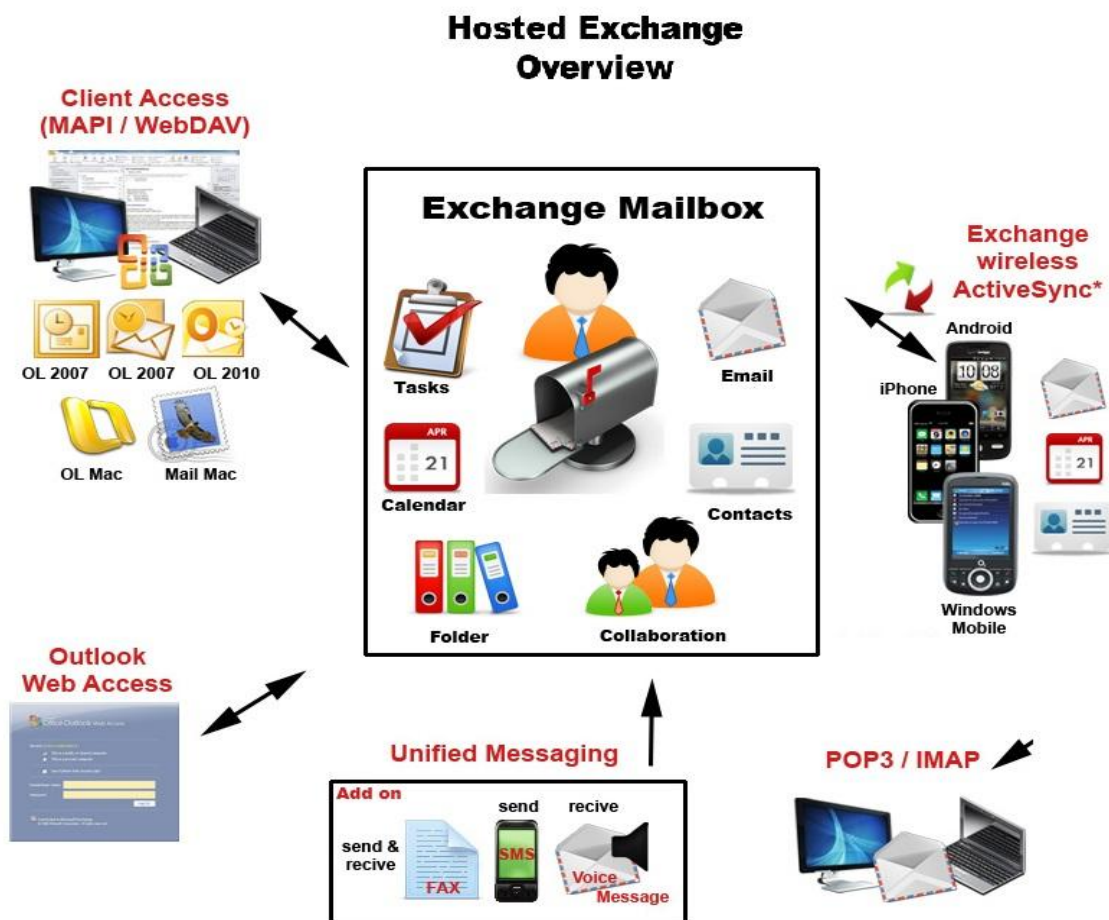 Hosted Exchange
Overview
Client Access
(MAPI / WebDAV)
OL 2007
OL 2007
OL 2010
OL Mac
Mail Mac
Exchange Mailbox
Tasks
Email
APR
21
Calendar
Contacts
Folder
Collaboration
Exchange
wireless
ActiveSync*
Android
10 08
iPhone
APR
21
Windows
Mobile
Outlook
Web Access
Office Outlook Web Access
Unified Messaging
Add on
send &
recive
FAX
send
SMS
recive
Voice
Message
POP3 / IMAP